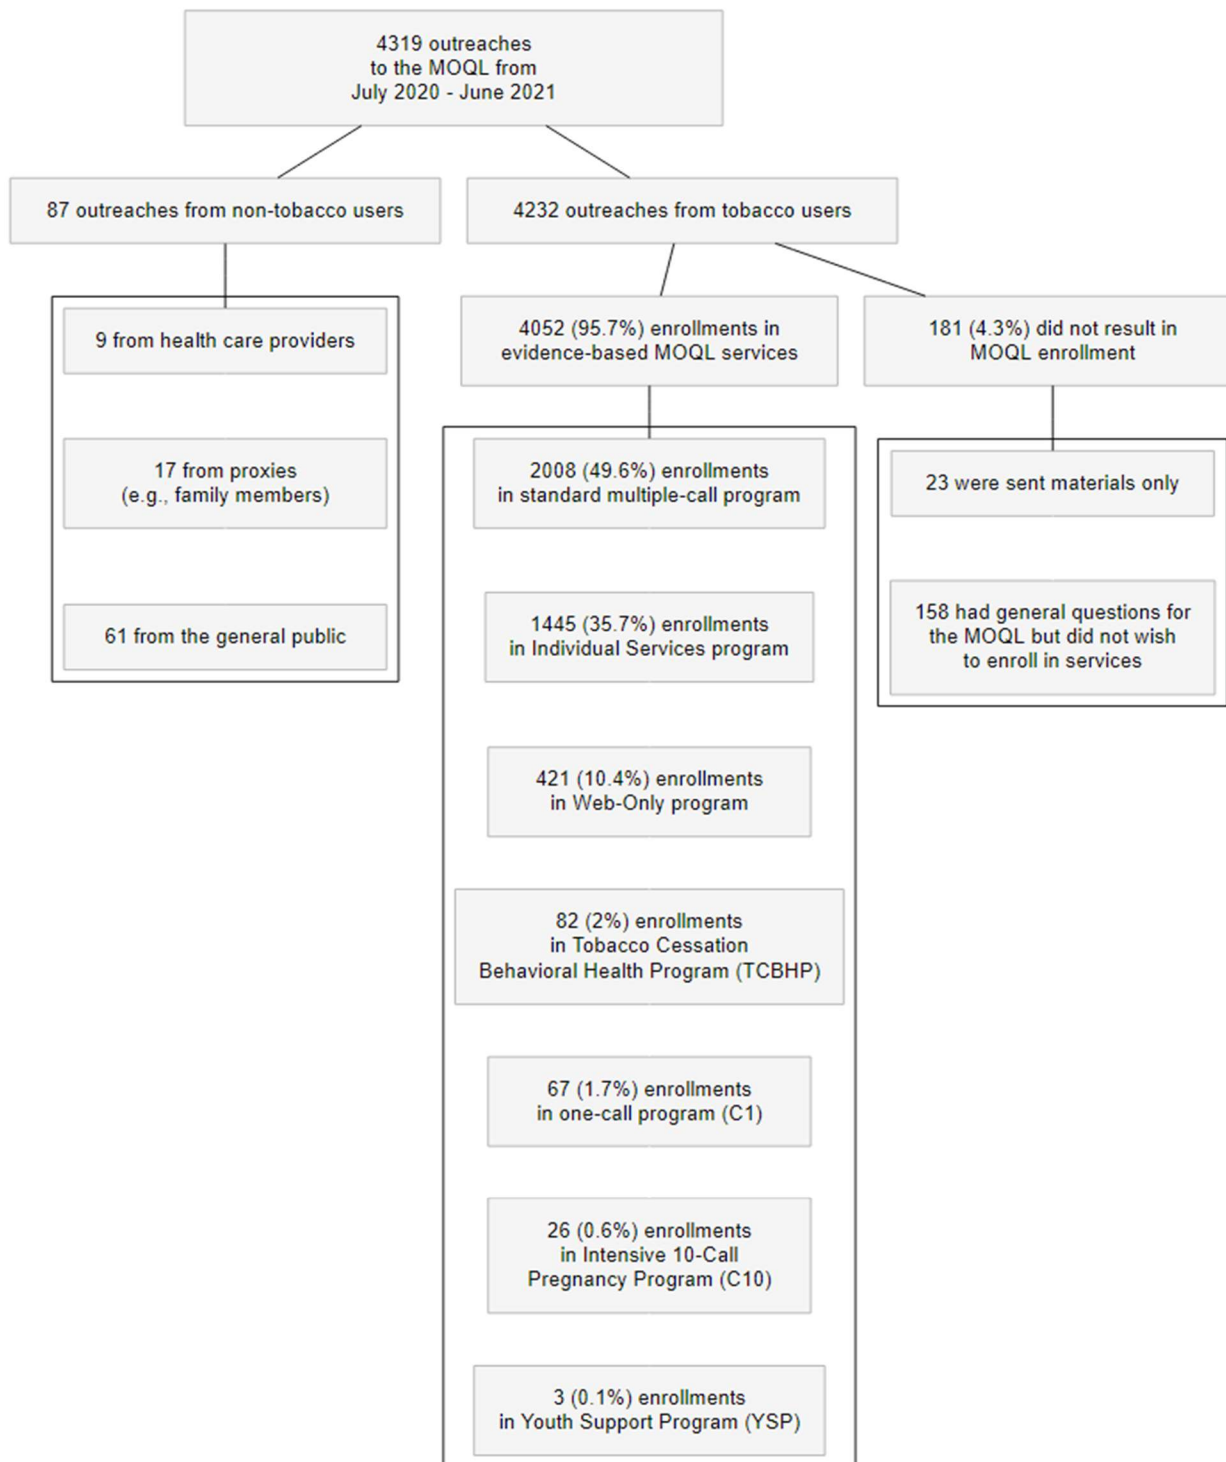 4319 outreaches
to the MOQL from
July 2020 - June 2021
87 outreaches from non-tobacco users
4232 outreaches from tobacco users
9 from health care providers
17 from proxies
(e.g., family members)
61 from the general public
4052 (95.7%) enrollments in
evidence-based MOQL services
181 (4.3%) did not result in
MOQL enrollment
2008 (49.6%) enrollments
in standard multiple-call program
1445 (35.7%) enrollments
in Individual Services program
421 (10.4%) enrollments
in Web-Only program
82 (2%) enrollments
in Tobacco Cessation
Behavioral Health Program (TCBHP)
67 (1.7%) enrollments
in one-call program (C1)
26 (0.6%) enrollments
in Intensive 10-Call
Pregnancy Program (C10)
3 (0.1%) enrollments
in Youth Support Program (YSP)
23 were sent materials only
158 had general questions for
the MOQL but did not wish
to enroll in services